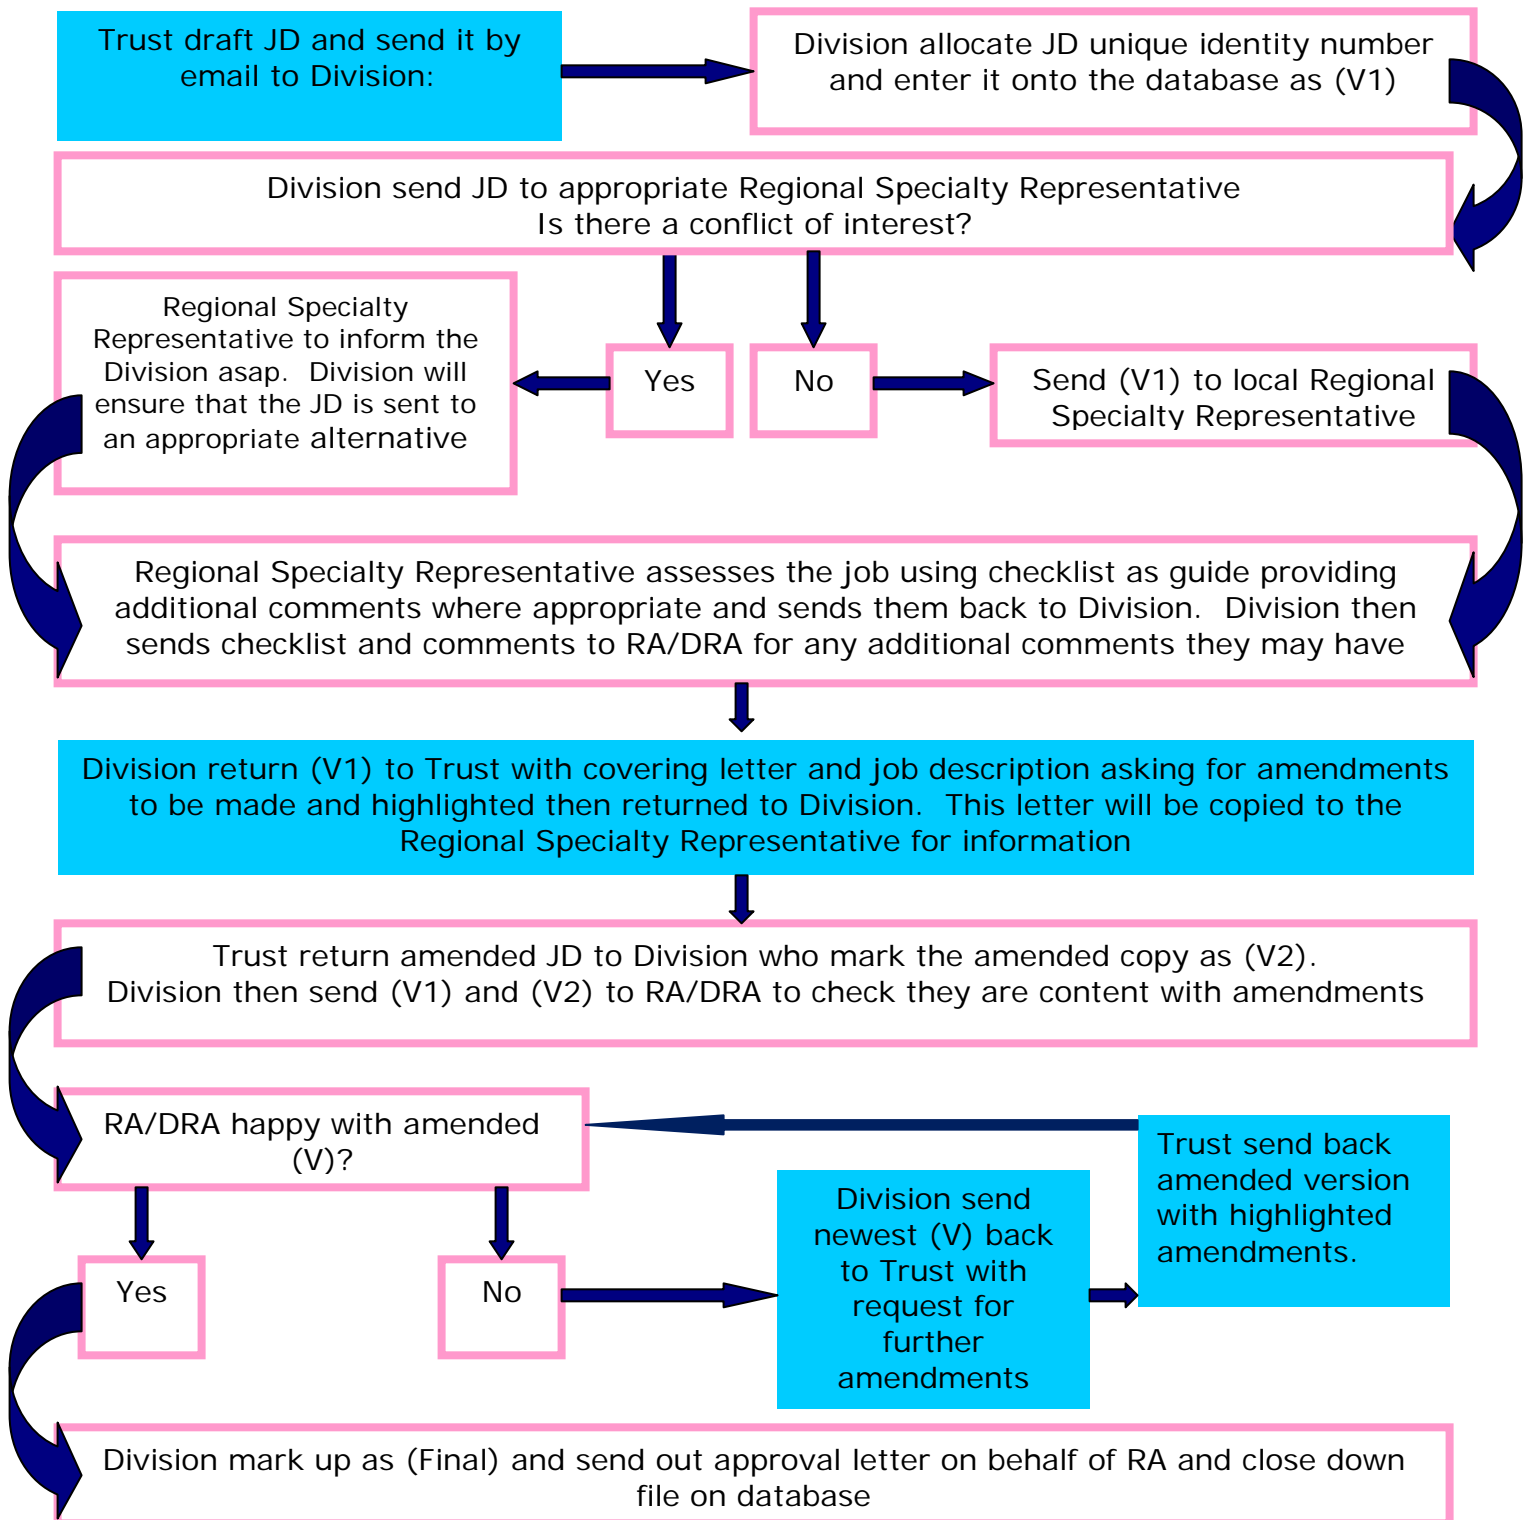 Trust draft JD and send it by
email to Division:
Division allocate JD unique identity number
and enter it onto the database as (V1)
Division send JD to appropriate Regional Specialty Representative
Is there a conflict of interest?
Regional Specialty
Representative to inform the
Division asap. Division will
ensure that the JD is sent to
an appropriate alternative
Yes
No
Send (V1) to local Regional
Specialty Representative
Regional Specialty Representative assesses the job using checklist as guide providing
additional comments where appropriate and sends them back to Division. Division then
sends checklist and comments to RA/DRA for any additional comments they may have
Division return (V1) to Trust with covering letter and job description asking for amendments
to be made and highlighted then returned to Division. This letter will be copied to the
Regional Specialty Representative for information
Trust return amended JD to Division who mark the amended copy as (V2).
Division then send (V1) and (V2) to RA/DRA to check they are content with amendments
RA/DRA happy with amended
(V)?
Trust send back
amended version
with highlighted
amendments.
Division send
newest (V) back
to Trust with
request for
further
amendments
Yes
No
Division mark up as (Final) and send out approval letter on behalf of RA and close down
file on database